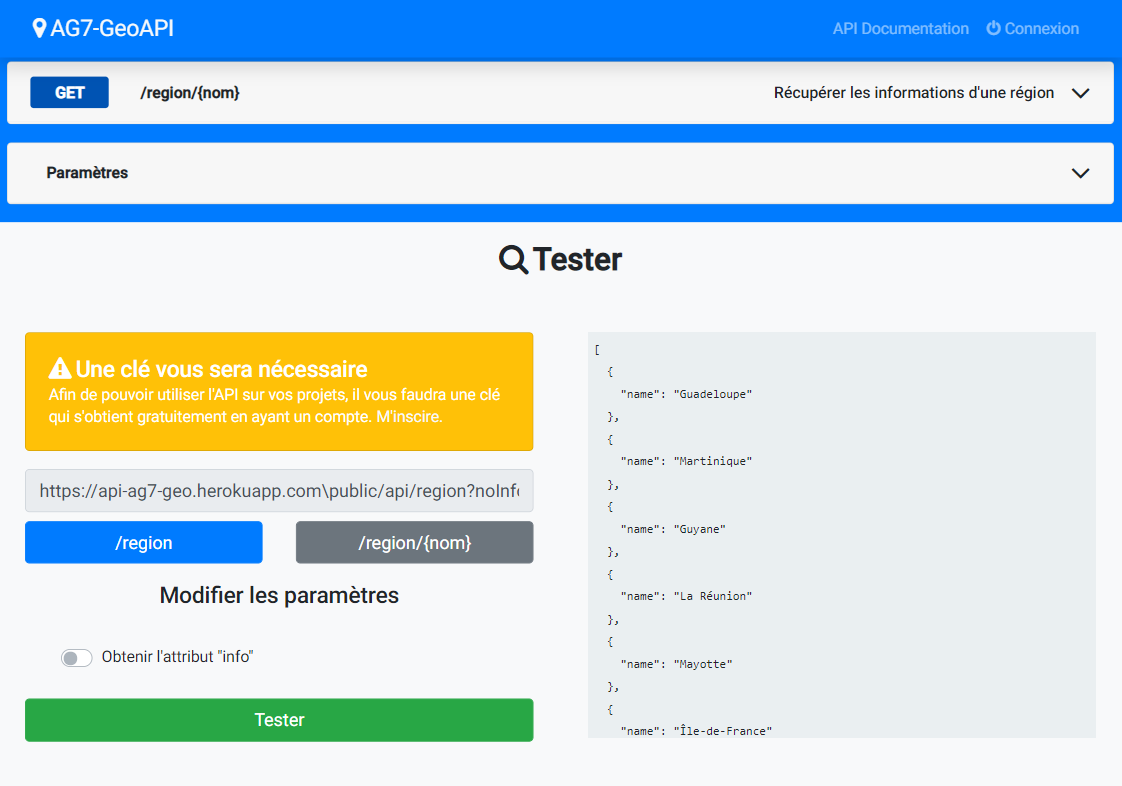 AG7-GeoAPI
API Documentation
Connexion
GET
/region/{nom}
Récupérer les informations d'une région
Paramètres
Tester
Une clé vous sera nécessaire
Afin de pouvoir utiliser l'API sur vos projets, il vous faudra une clé
qui s'obtient gratuitement en ayant un compte. M'inscire.
https://api-ag7-geo.herokuapp.com\public/api/region?noInfo
/region
/region/{nom}
Modifier les paramètres
Obtenir l'attribut "info"
Tester
[
{
"name": "Guadeloupe"
},
{
"name": "Martinique"
},
{
"name": "Guyane"
},
{
"name": "La Réunion"
},
{
"name": "Mayotte"
},
{
"name": "Île-de-France"